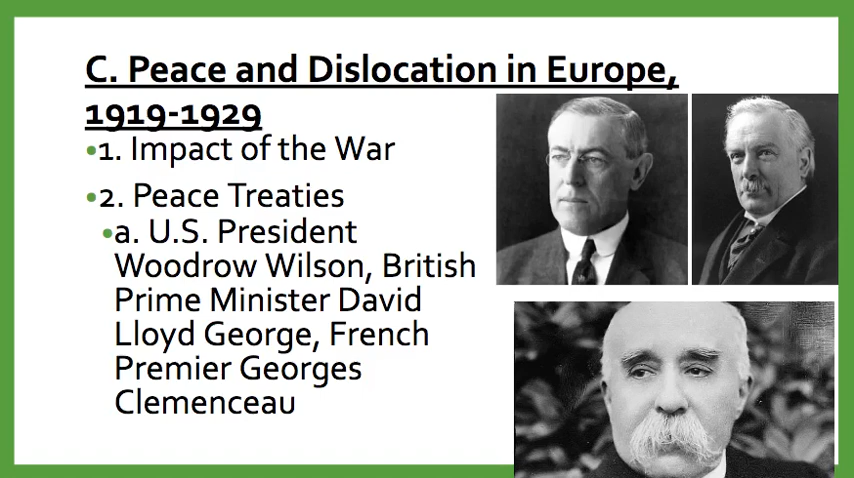 C. Peace and Dislocation in Europe,
1919-1929
•1. Impact of the War
•2. Peace Treaties
•a. U.S. President
Woodrow Wilson, British
Prime Minister David
Lloyd George, French
Premier Georges
Clemenceau